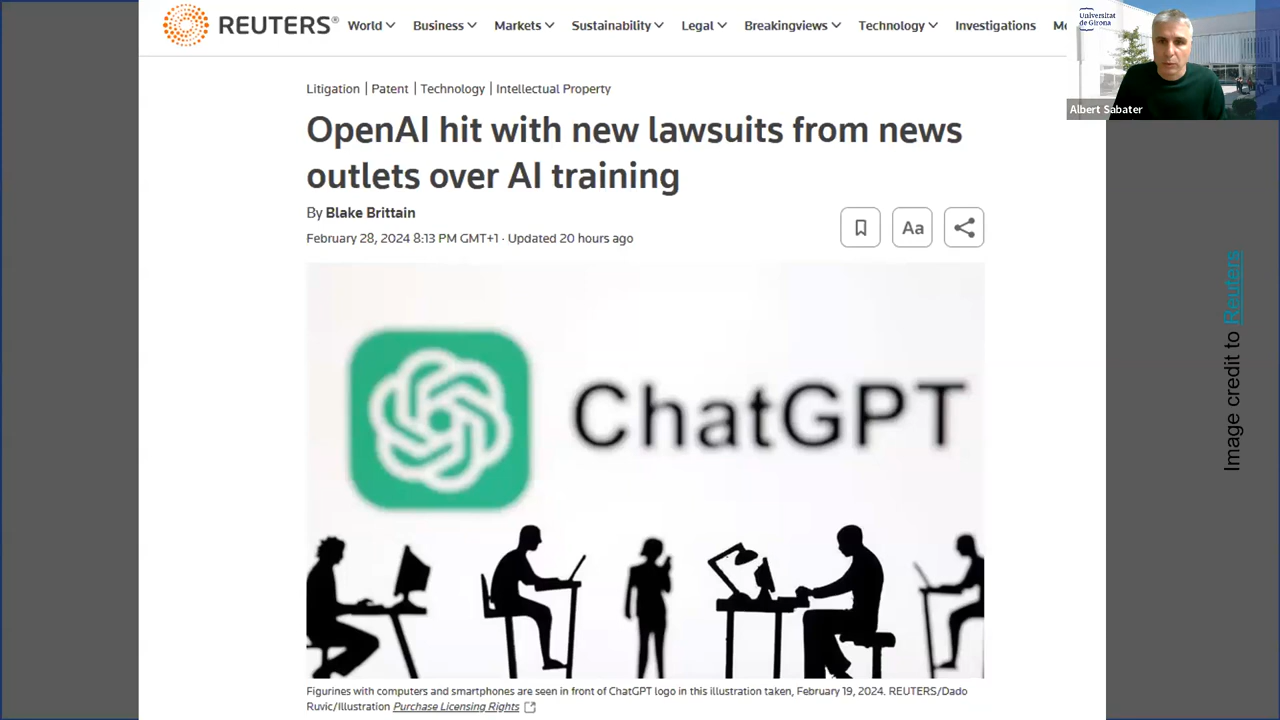 REUTERS®
World Business Markets Sustainability Legal Breakingviews Technology Investigations
Universitat
de Girona
Albert Sabater
Litigation | Patent | Technology | Intellectual Property
OpenAI hit with new lawsuits from news
outlets over AI training
By Blake Brittain
February 28, 2024 8:13 PM GMT+1 · Updated 20 hours ago
Aa
ChatGPT
Image credit to Reuters
Figurines with computers and smartphones are seen in front of ChatGPT logo in this illustration taken, February 19, 2024. REUTERS/Dado
Ruvic/Illustration Purchase Licensing Rights